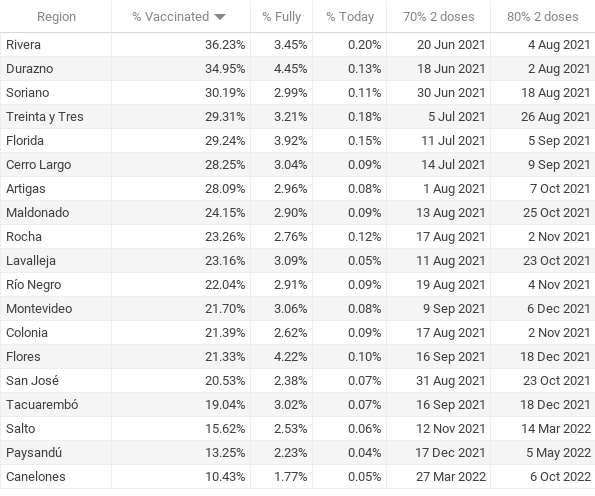 Region % Vaccinated % Fully % Today 70% 2 doses 80% 2 doses
Rivera 36.23% 3.45% 0.20% 20 Jun 2021 4 Aug 2021
Durazno 34.95% 4.45% 0.13% 18 Jun 2021 2 Aug 2021
Soriano 30.19% 2.99% 0.11% 30 Jun 2021 18 Aug 2021
Treinta y Tres 29.31% 3.21% 0.18% 5 Jul 2021 26 Aug 2021
Florida 29.24% 3.92% 0.15% 11 Jul 2021 5 Sep 2021
Cerro Largo 28.25% 3.04% 0.09% 14 Jul 2021 9 Sep 2021
Artigas 28.09% 2.96% 0.08% 1 Aug 2021 7 Oct 2021
Maldonado 24.15% 2.90% 0.09% 13 Aug 2021 25 Oct 2021
Rocha 23.26% 2.76% 0.12% 17 Aug 2021 2 Nov 2021
Lavalleja 23.16% 3.09% 0.05% 11 Aug 2021 23 Oct 2021
Río Negro 22.04% 2.91% 0.09% 19 Aug 2021 4 Nov 2021
Montevideo 21.70% 3.06% 0.08% 9 Sep 2021 6 Dec 2021
Colonia 21.39% 2.62% 0.09% 17 Aug 2021 2 Nov 2021
Flores 21.33% 4.22% 0.10% 16 Sep 2021 18 Dec 2021
San José 20.53% 2.38% 0.07% 31 Aug 2021 23 Oct 2021
Tacuarembó 19.04% 3.02% 0.07% 16 Sep 2021 18 Dec 2021
Salto 15.62% 2.53% 0.06% 12 Nov 2021 14 Mar 2022
Paysandú 13.25% 2.23% 0.04% 17 Dec 2021 5 May 2022
Canelones 10.43% 1.77% 0.05% 27 Mar 2022 6 Oct 2022